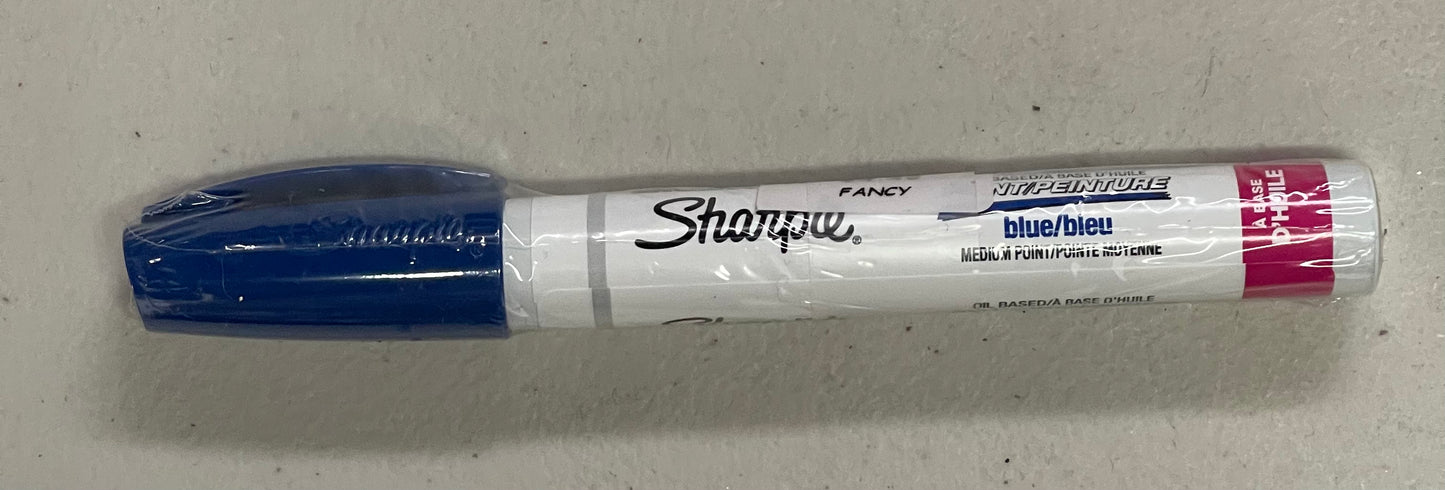 Sharpie®
FANCY
BASED/À BASE D'HUILE
NT/PEINTURE
blue/bleu
MEDIUM POINT/POINTE MOYENNE
OIL BASED/À BASE D'HUILE
À BASE
D'HUILE
Sharpie